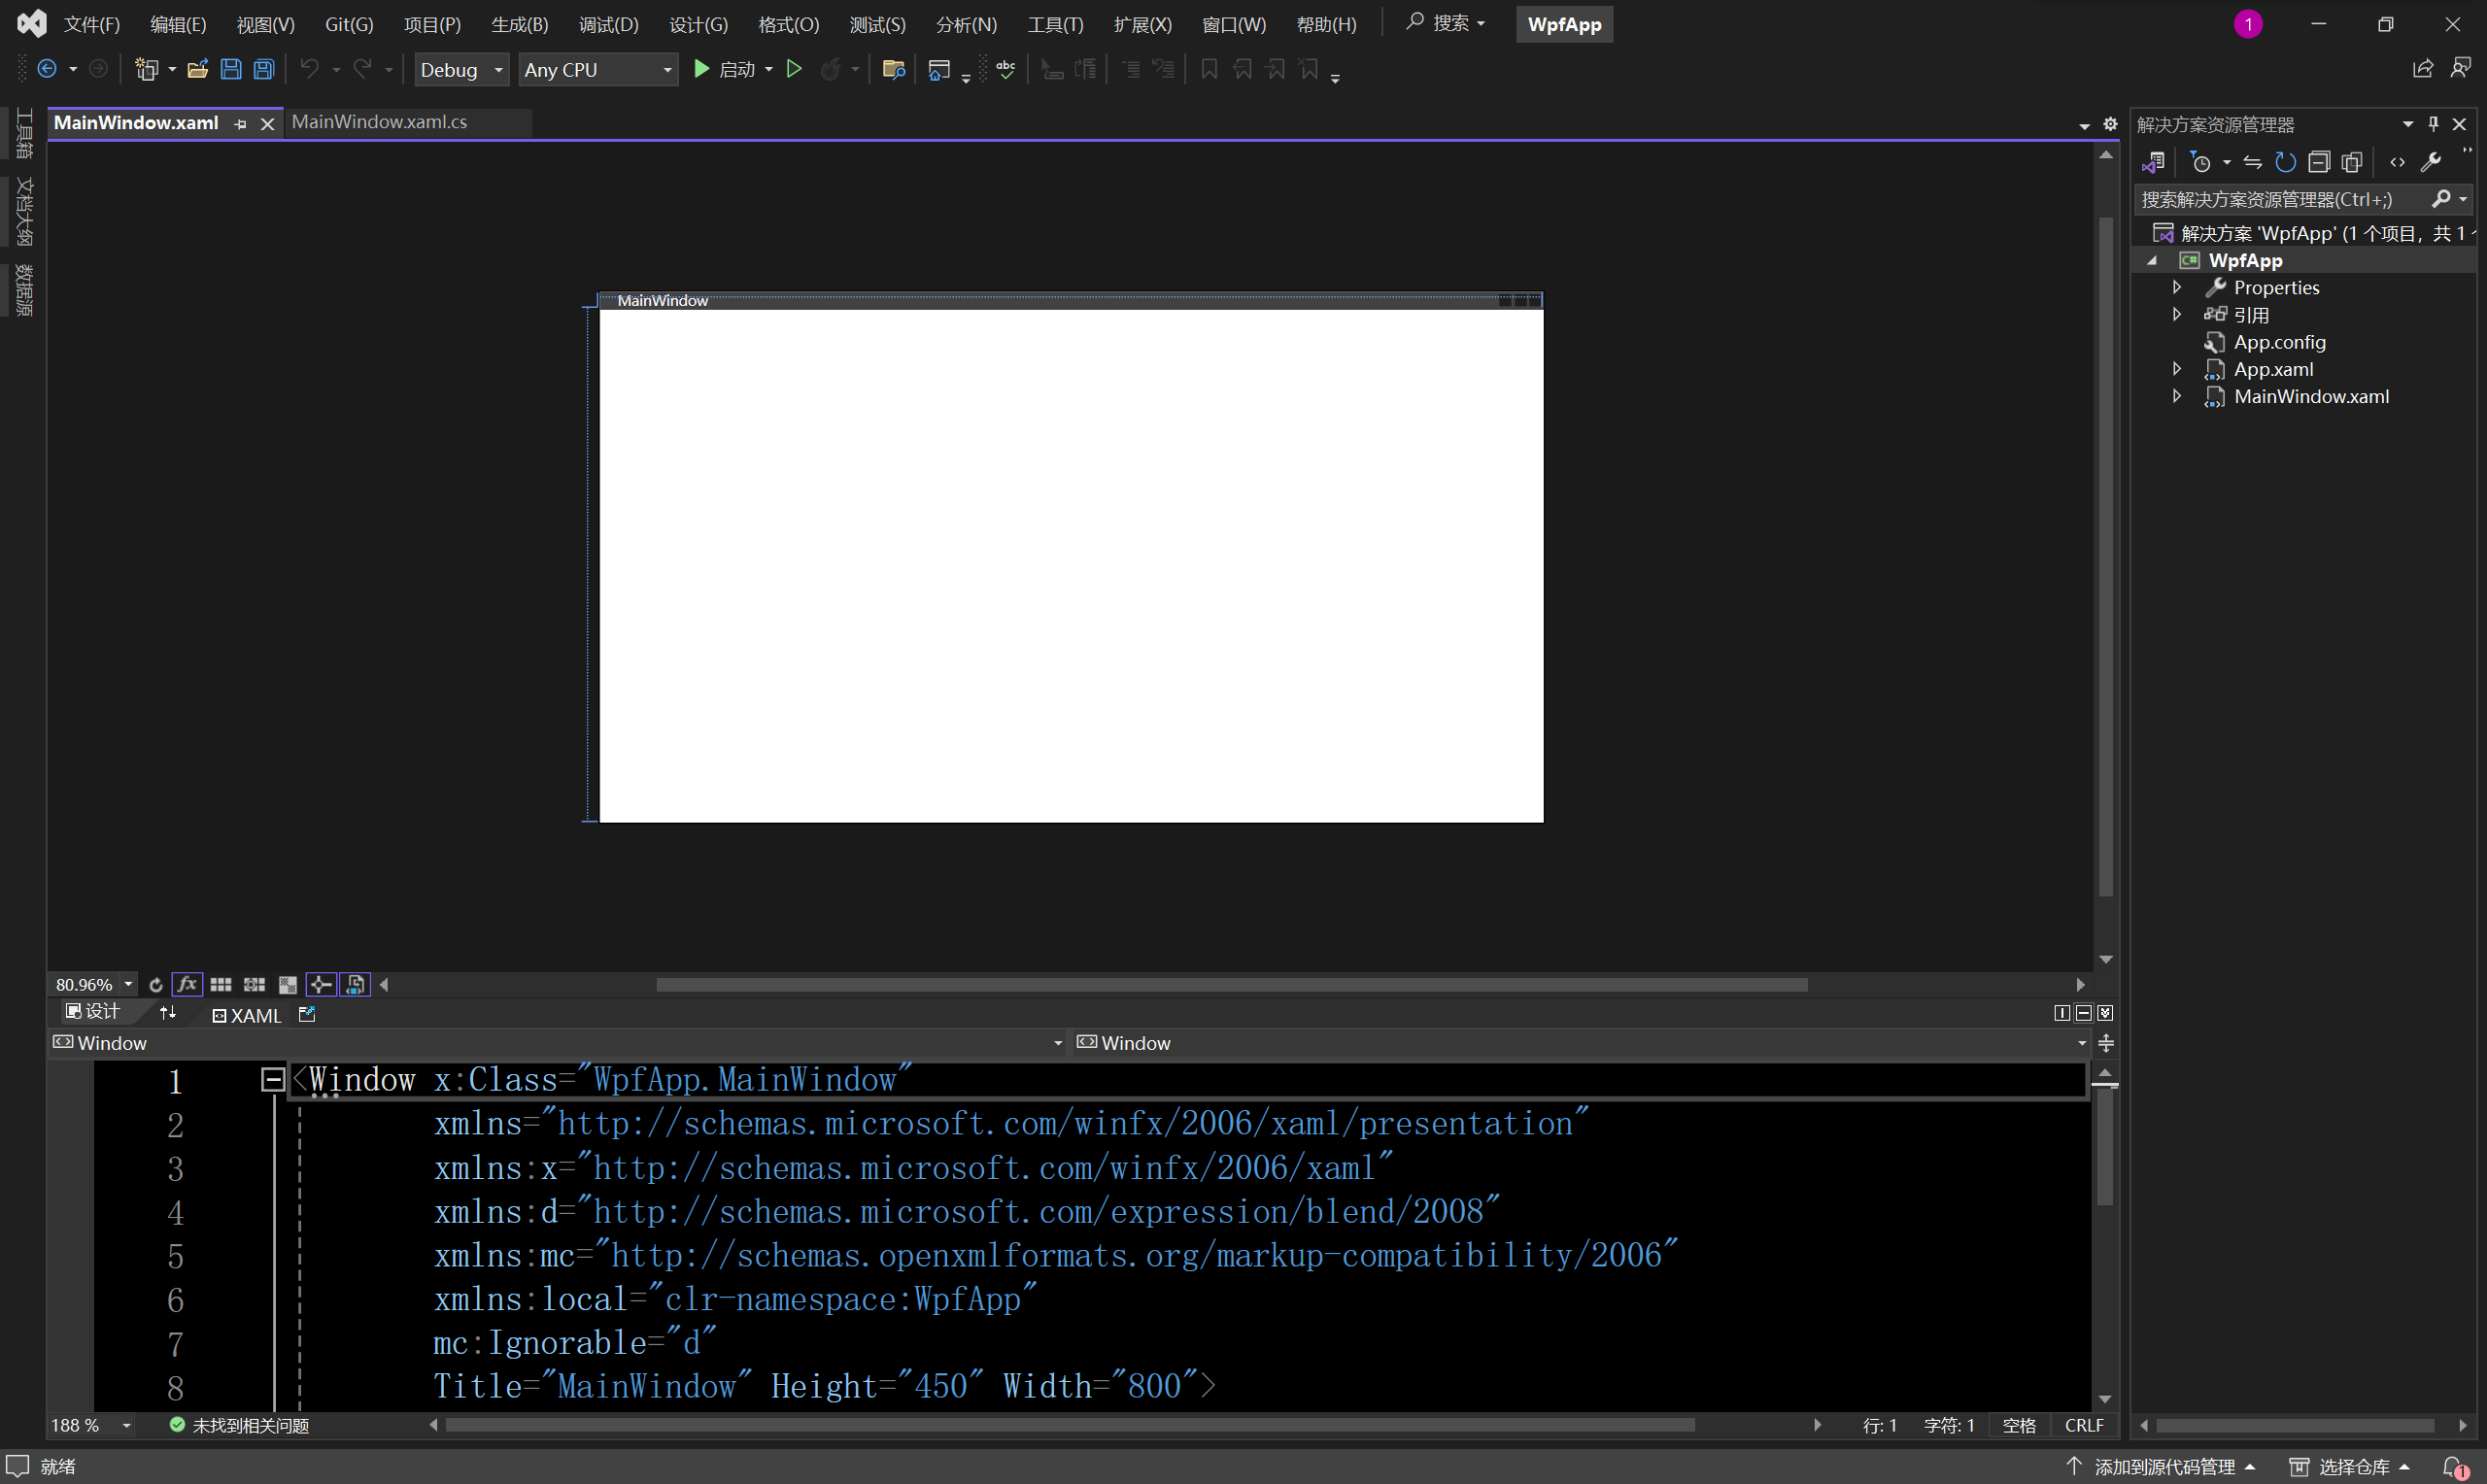 文件(F) 编辑(E) 视图(V) Git(G) 项目(P) 生成(B) 调试(D) 设计(G) 格式(O) 测试(S) 分析(N) 工具(T) 扩展(X) 窗口(W) 帮助(H) 搜索 WpfApp 1
Debug Any CPU 启动 abc
工具箱
文档大纲
数据源
MainWindow.xaml MainWindow.xaml.cs
MainWindow
80.96% fx
设计 XAML
Window Window
1 <Window x:Class="WpfApp.MainWindow"
2 xmlns="http://schemas.microsoft.com/winfx/2006/xaml/presentation"
3 xmlns:x="http://schemas.microsoft.com/winfx/2006/xaml"
4 xmlns:d="http://schemas.microsoft.com/expression/blend/2008"
5 xmlns:mc="http://schemas.openxmlformats.org/markup-compatibility/2006"
6 xmlns:local="clr-namespace:WpfApp"
7 mc:Ignorable="d"
8 Title="MainWindow" Height="450" Width="800">
188 % 未找到相关问题 行: 1 字符: 1 空格 CRLF
解决方案资源管理器
搜索解决方案资源管理器(Ctrl+;)
解决方案 'WpfApp' (1 个项目，共 1
C# WpfApp
Properties
引用
App.config
App.xaml
MainWindow.xaml
就绪 添加到源代码管理 选择仓库 1